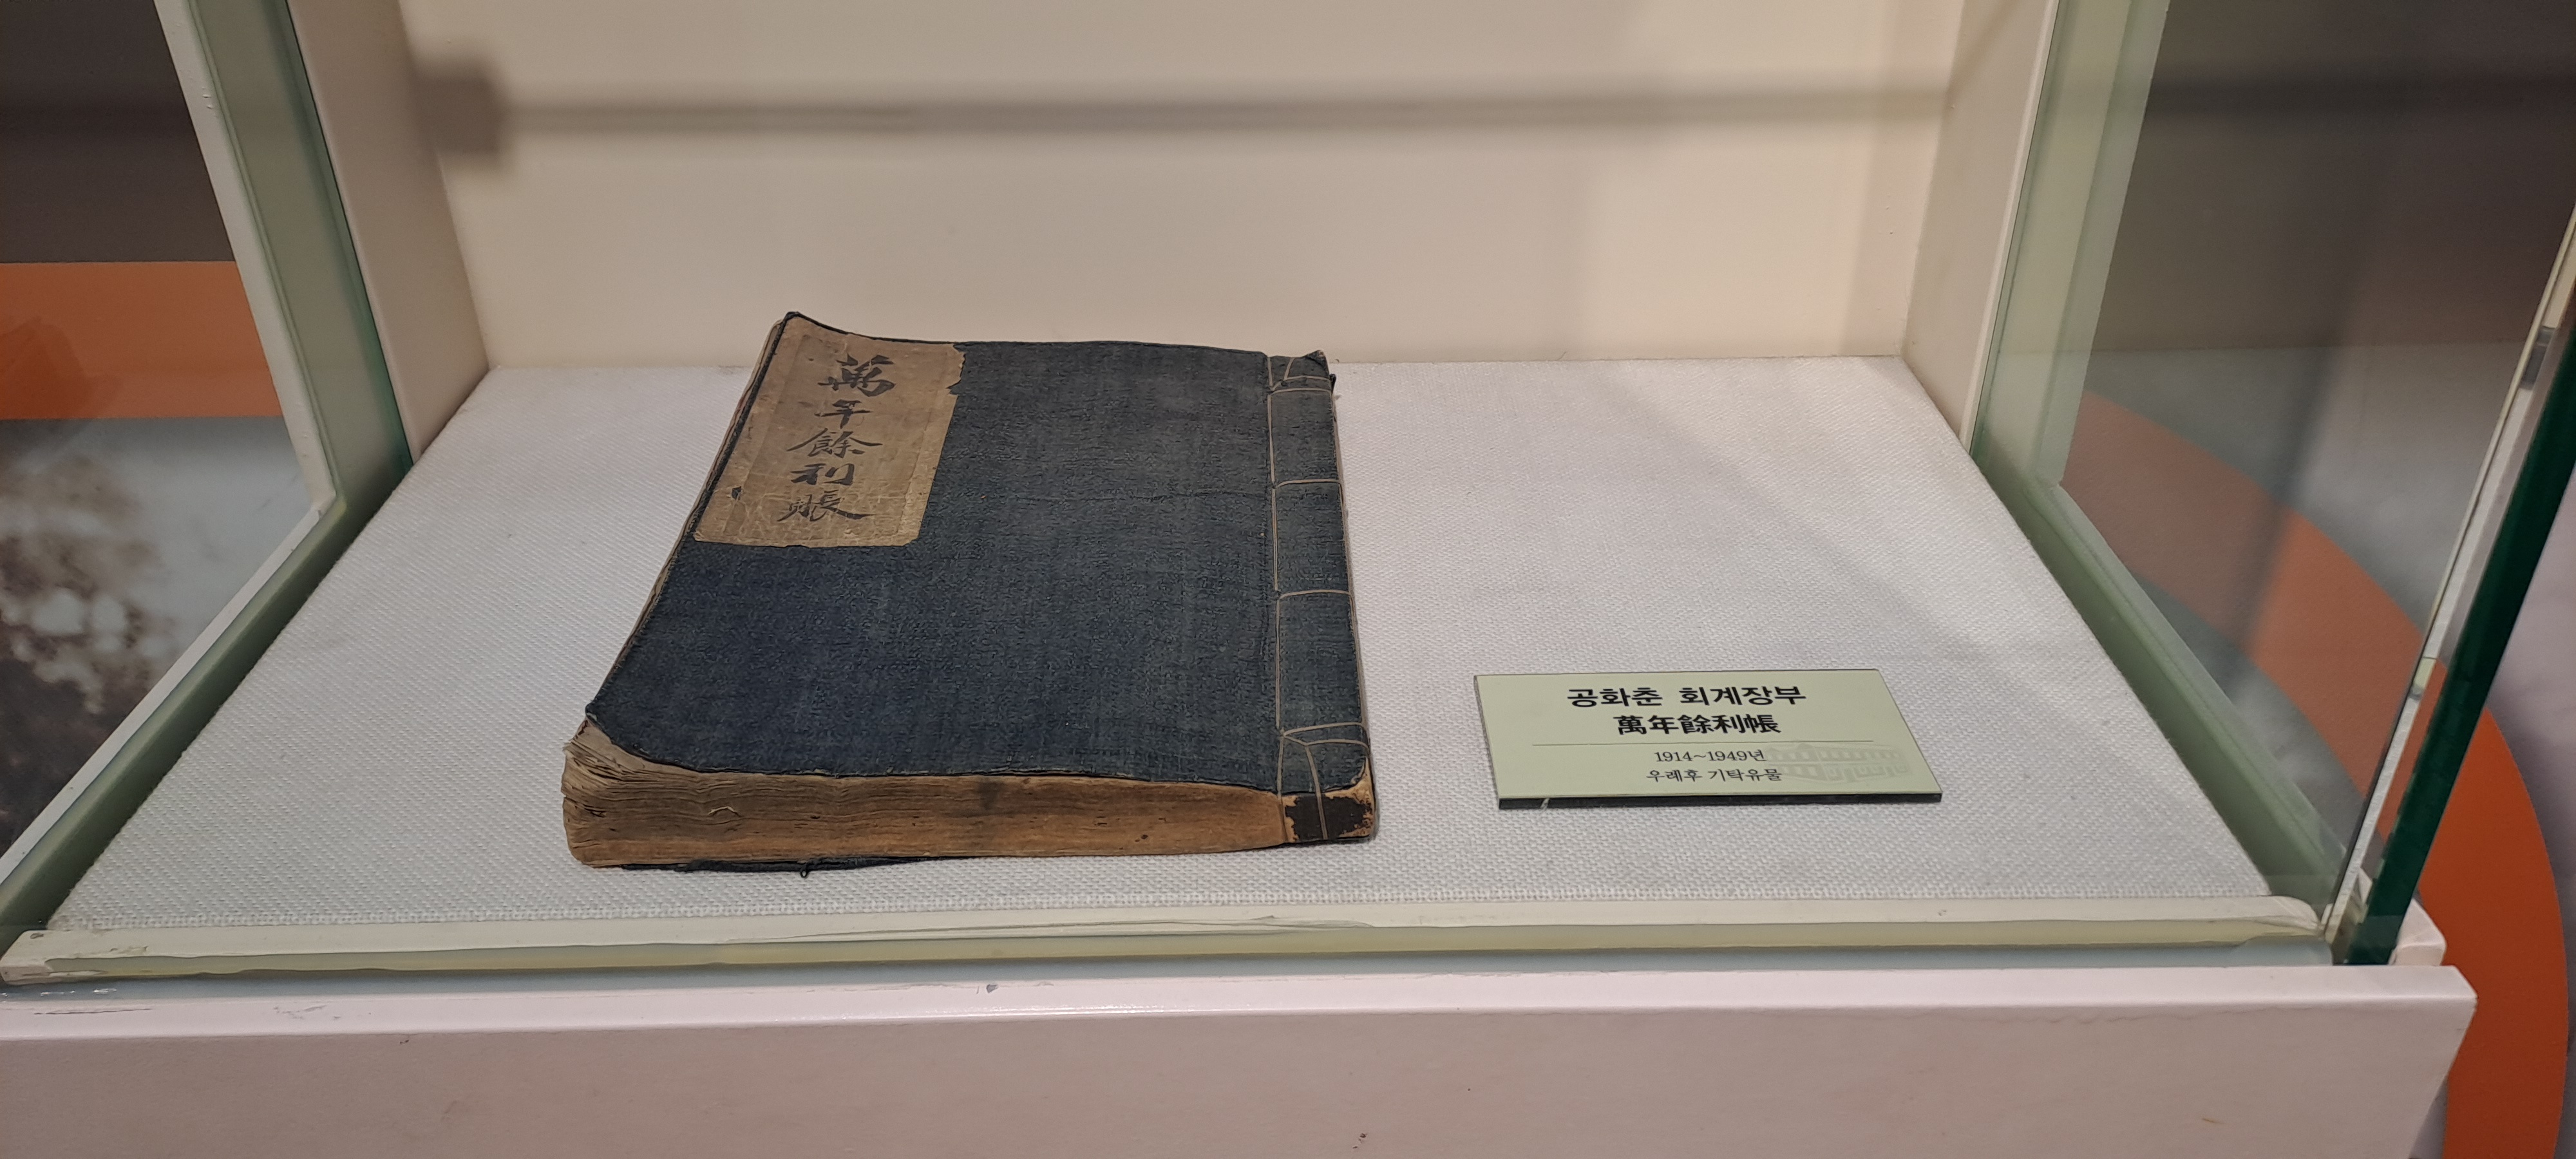 萬年餘利賬
공화춘 회계장부
萬年餘利帳
1914~1949년
우례후 기탁유물